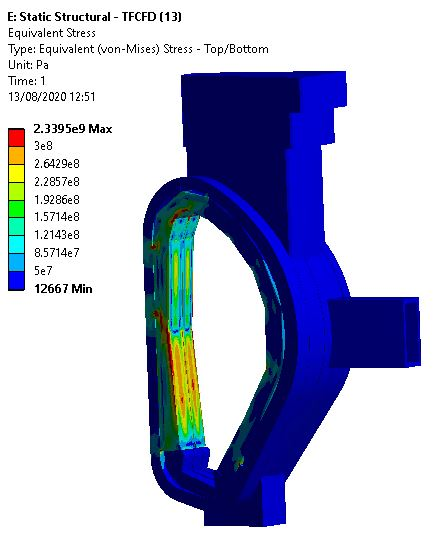 E: Static Structural - TFCFD (13)
Equivalent Stress
Type: Equivalent (von-Mises) Stress - Top/Bottom
Unit: Pa
Time: 1
13/08/2020 12:51
2.3395e9 Max
3e8
2.6429e8
2.2857e8
1.9286e8
1.5714e8
1.2143e8
8.5714e7
5e7
12667 Min